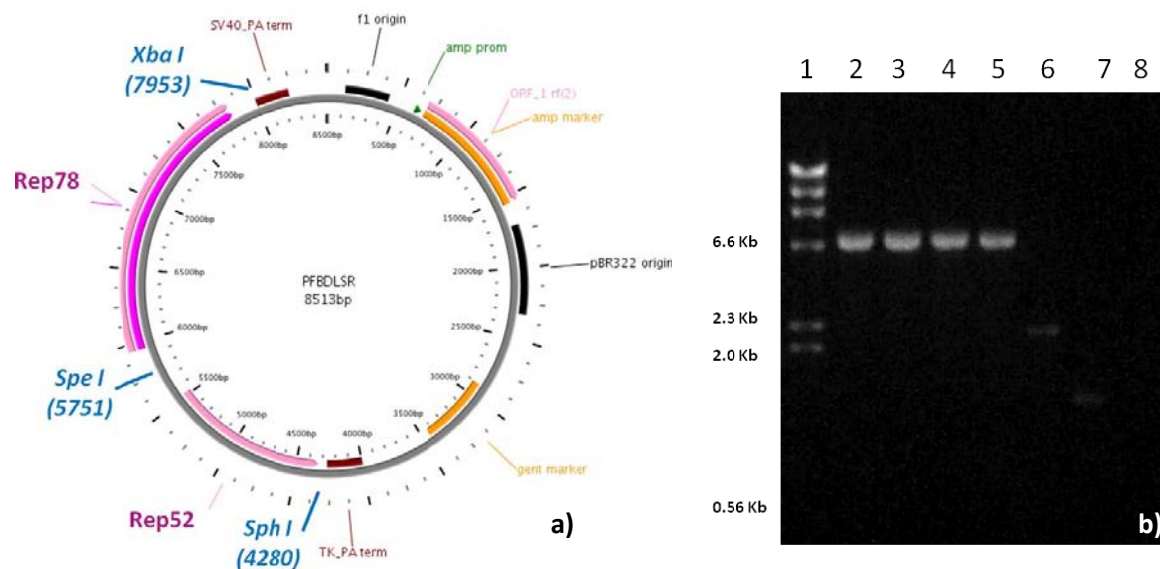 SV40_PA term
f1 origin
Xba I
(7953)
amp prom
ORF_1 rf(2)
amp marker
8500bp
500bp
1000bp
1500bp
2000bp
2500bp
3000bp
3500bp
4000bp
4500bp
5000bp
5500bp
6000bp
6500bp
7000bp
7500bp
8000bp
Rep78
pBR322 origin
PFBDLSR
8513bp
Spe I
(5751)
gent marker
Rep52
Sph I
(4280)
TK_PA term
a)
1 2 3 4 5 6 7 8
6.6 Kb
2.3 Kb
2.0 Kb
0.56 Kb
b)